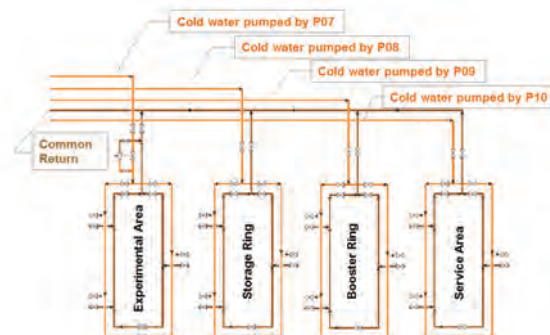 Cold water pumped by P07
Cold water pumped by P08
Cold water pumped by P09
Cold water pumped by P10
Common
Return
Experimental Area
Storage Ring
Booster Ring
Service Area